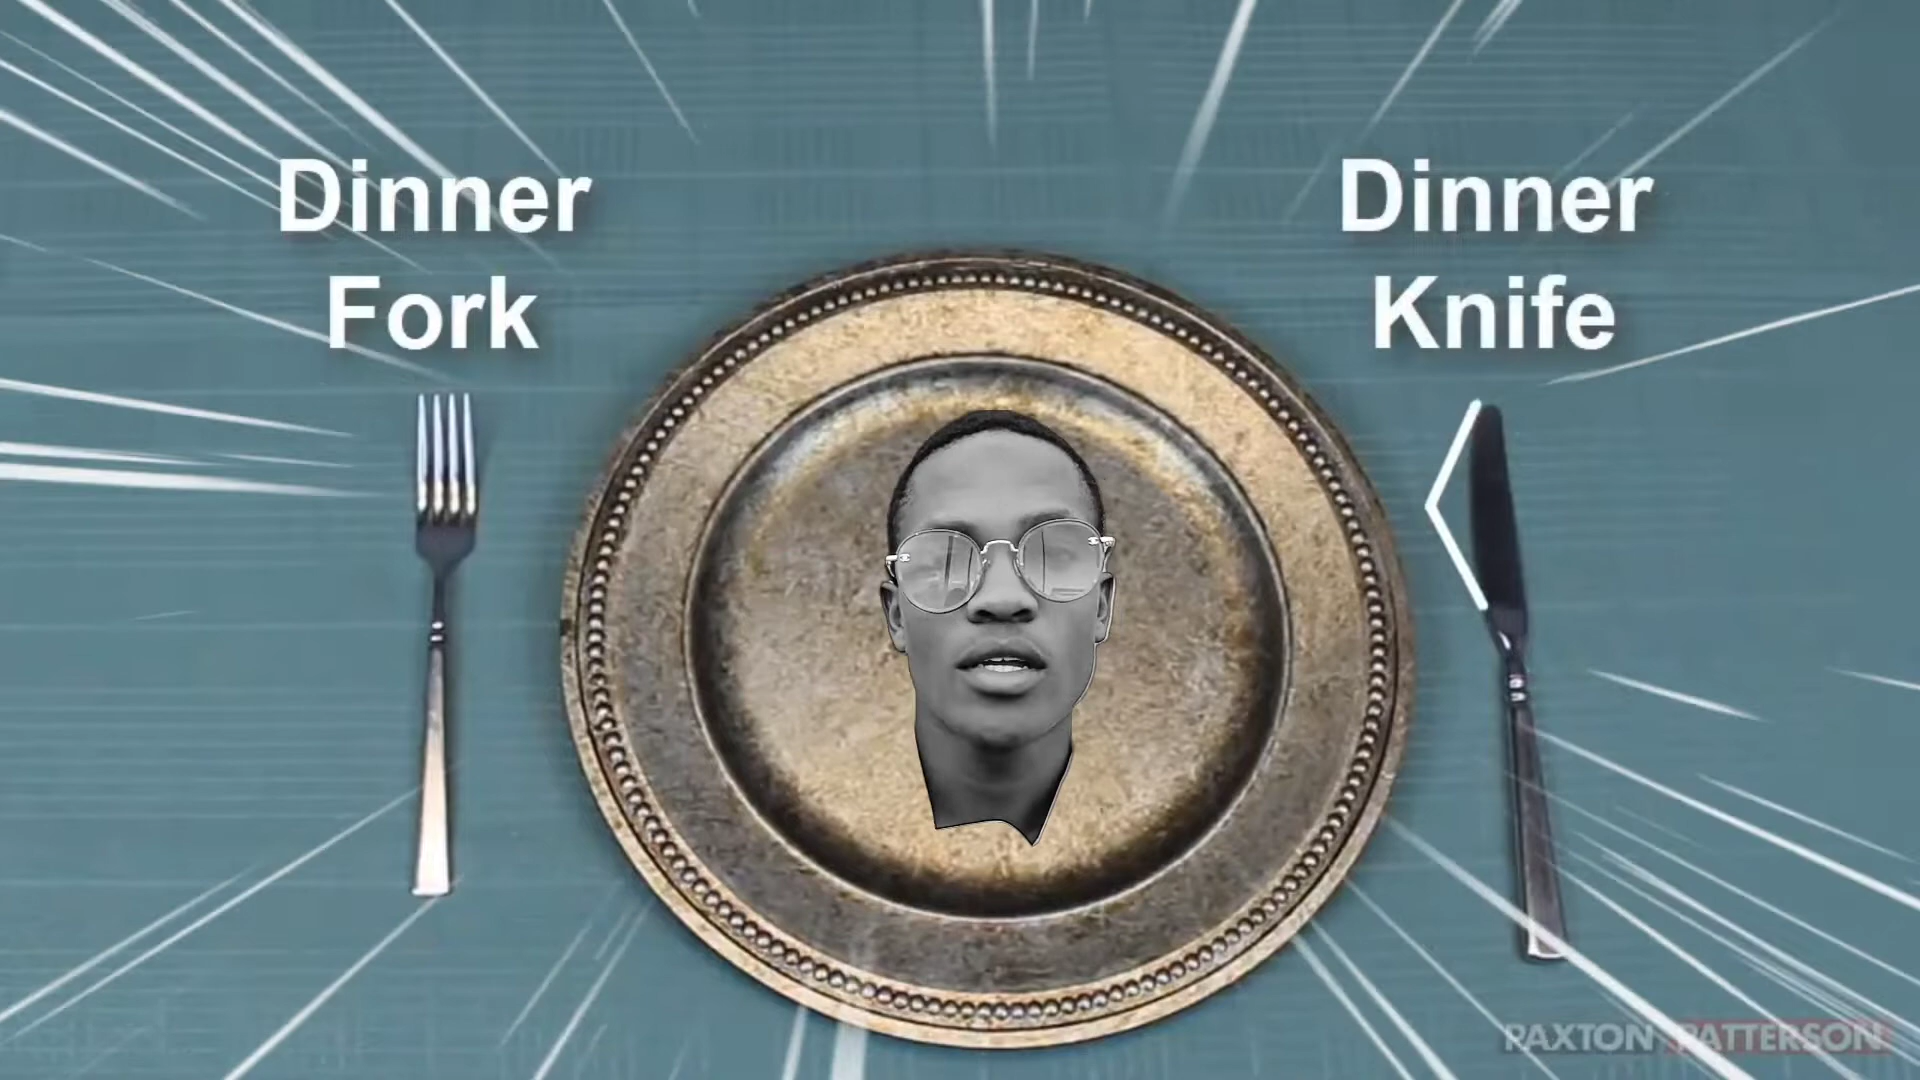 Dinner
Fork
Dinner
Knife
PAXTON PATTERSON